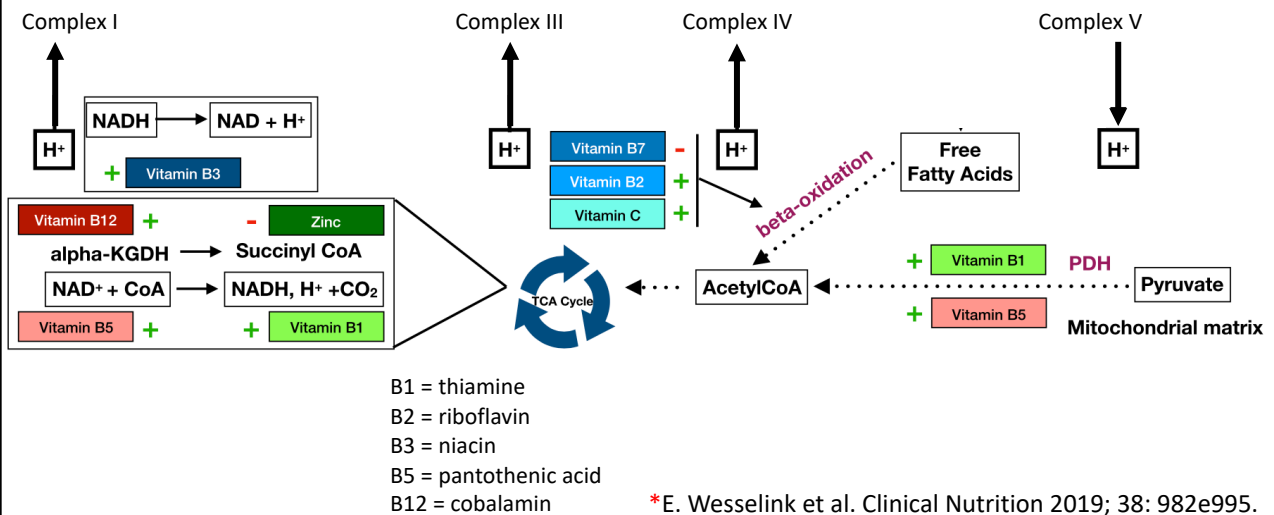 Complex I
Complex III
Complex IV
Complex V
NADH
NAD + H⁺
H⁺
+ Vitamin B3
H⁺
Vitamin B7 -
Vitamin B2 +
Vitamin C +
H⁺
beta-oxidation
Free
Fatty Acids
H⁺
Vitamin B12 +
- Zinc
alpha-KGDH
Succinyl CoA
NAD⁺ + CoA
NADH, H⁺ +CO₂
Vitamin B5 +
+ Vitamin B1
TCA Cycle
AcetylCoA
+ Vitamin B1
PDH
+ Vitamin B5
Pyruvate
Mitochondrial matrix
B1 = thiamine
B2 = riboflavin
B3 = niacin
B5 = pantothenic acid
B12 = cobalamin
*E. Wesselink et al. Clinical Nutrition 2019; 38: 982e995.